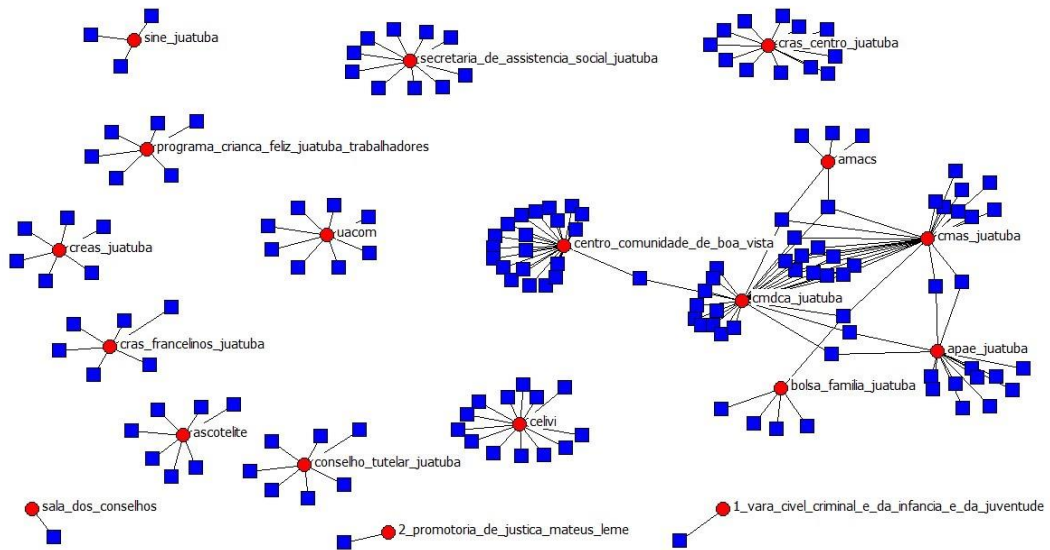 sine_juatuba
secretaria_de_assistencia_social_juatuba
cras_centro_juatuba
programa_crianca_feliz_juatuba_trabalhadores
amacs
creas_juatuba
uacom
centro_comunidade_de_boa_vista
cmas_juatuba
cmdca_juatuba
cras_francelinos_juatuba
apae_juatuba
bolsa_familia_juatuba
ascotelite
celivi
conselho_tutelar_juatuba
sala_dos_conselhos
2_promotoria_de_justica_mateus_leme
1_vara_civel_criminal_e_da_infancia_e_da_juventude